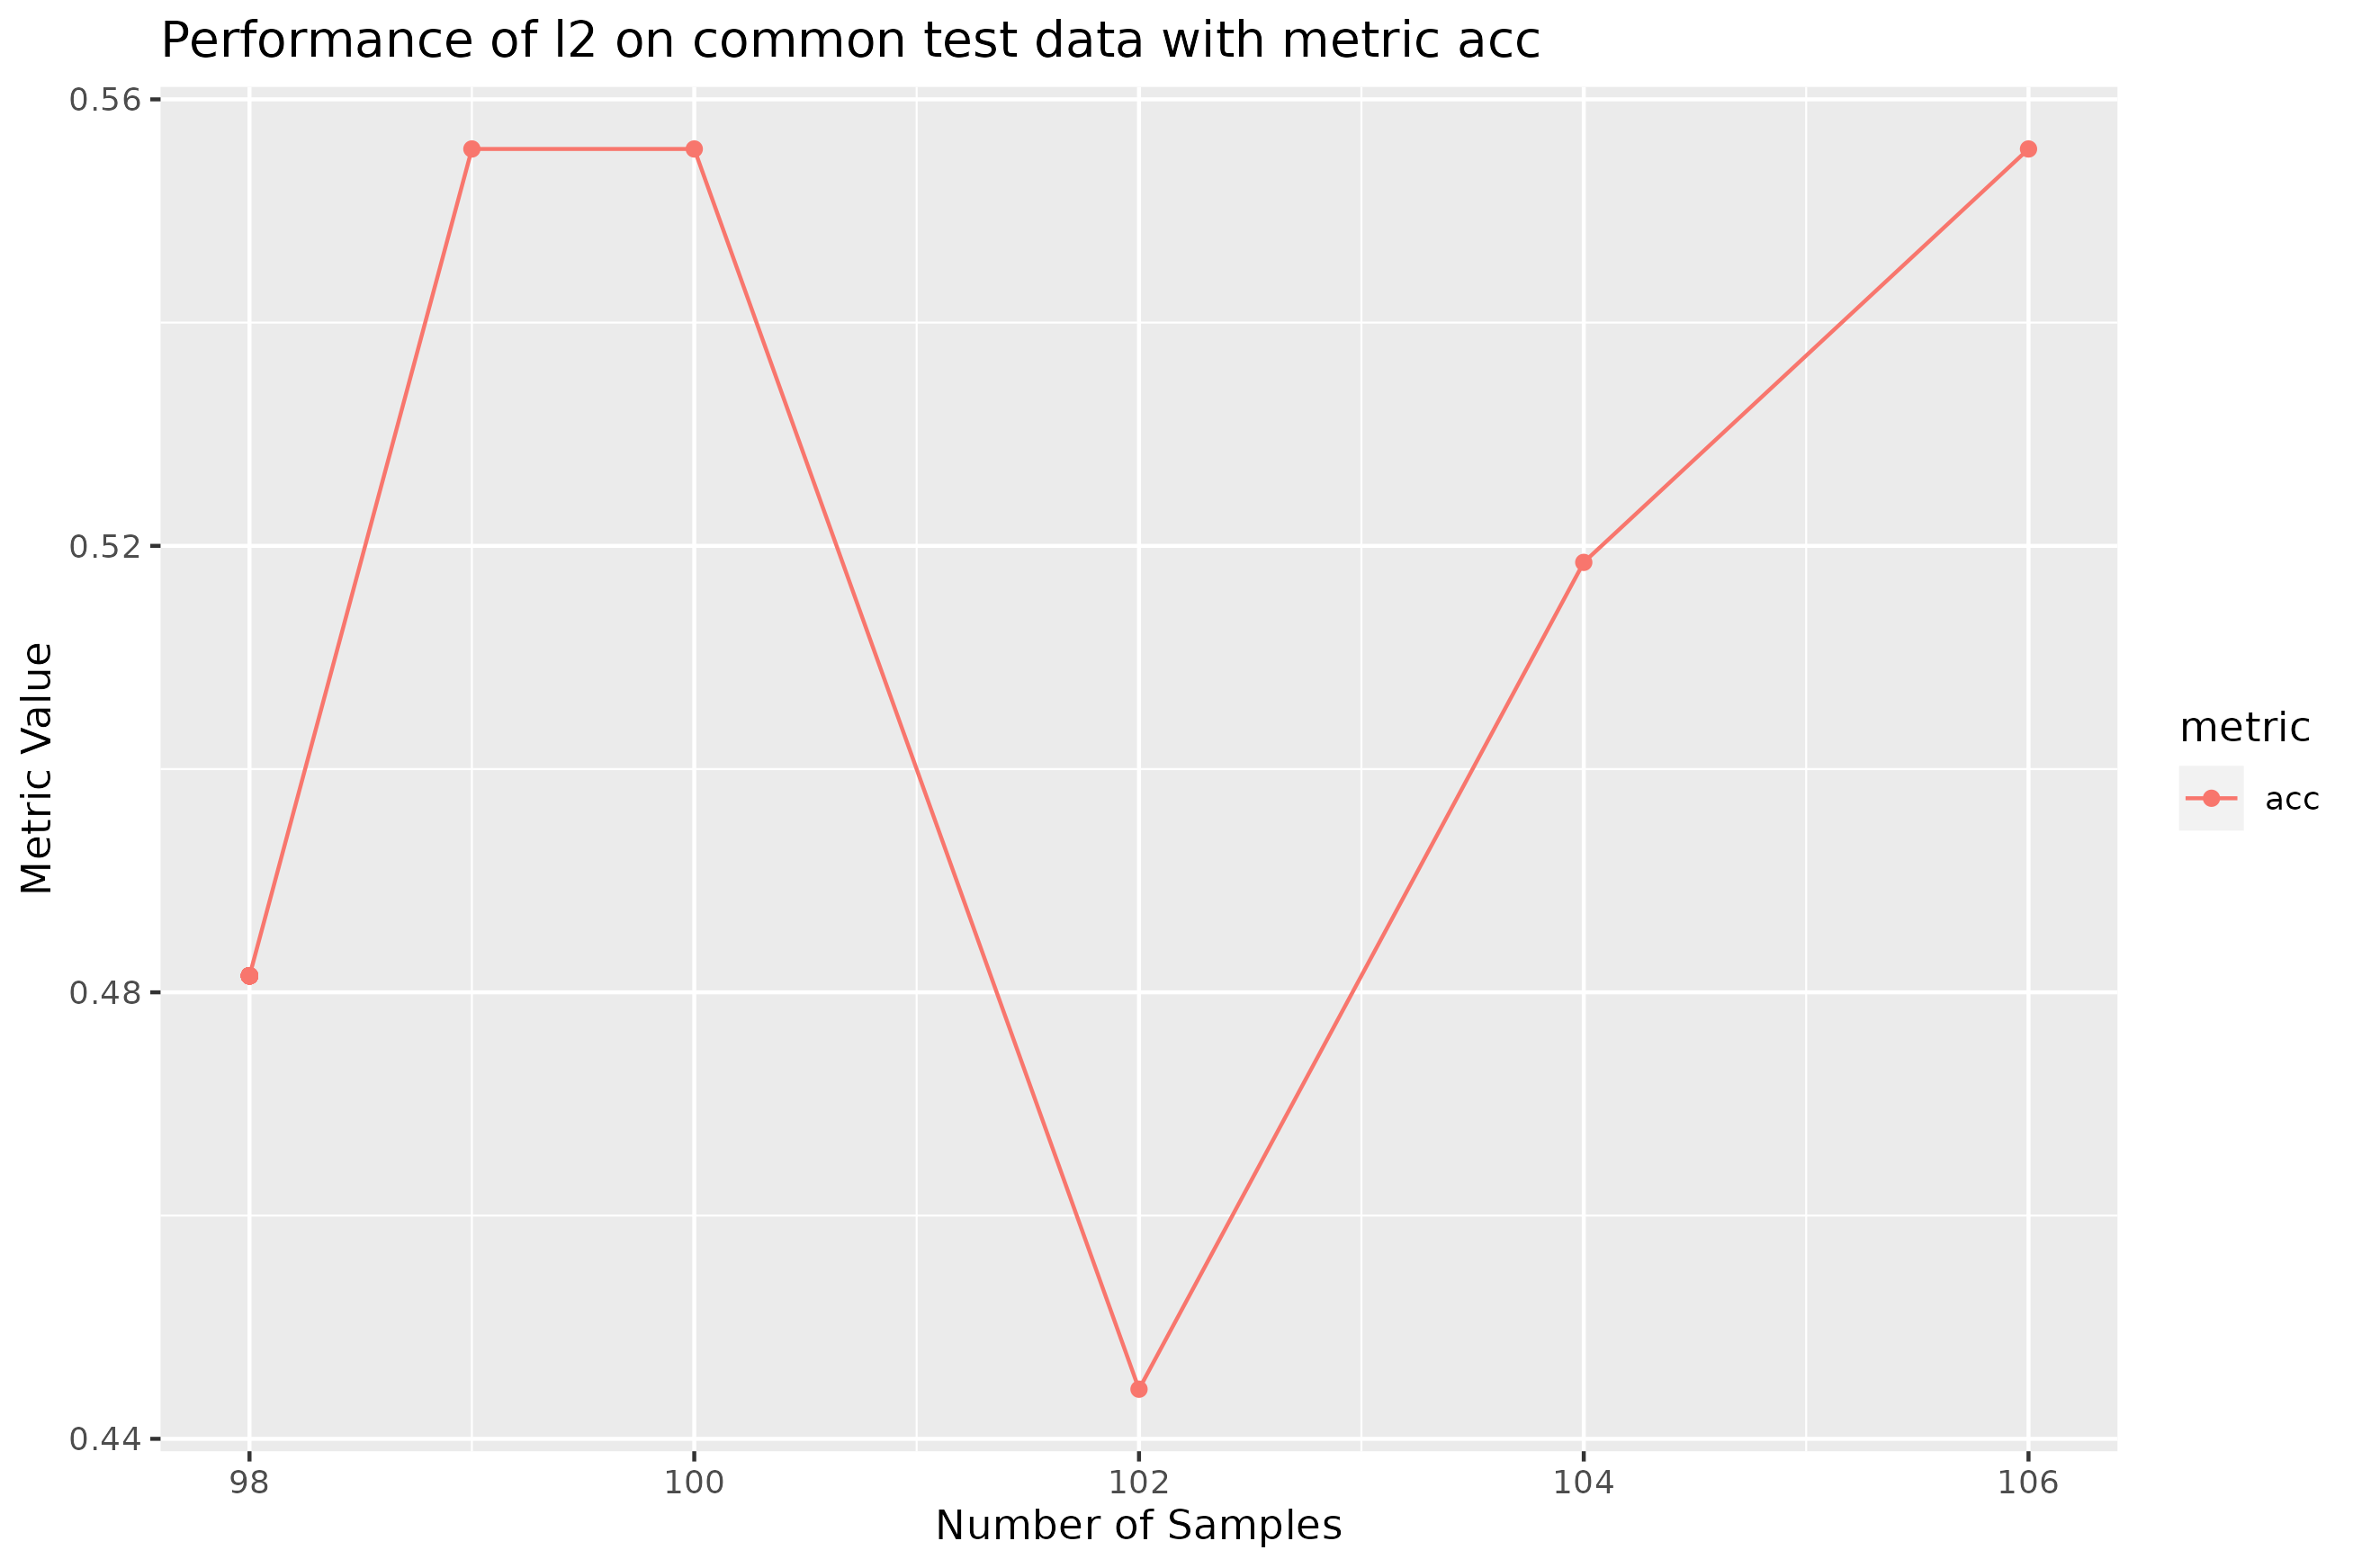 Performance of l2 on common test data with metric acc
0.56
0.52
0.48
0.44
Metric Value
98 100 102 104 106
Number of Samples
metric
acc